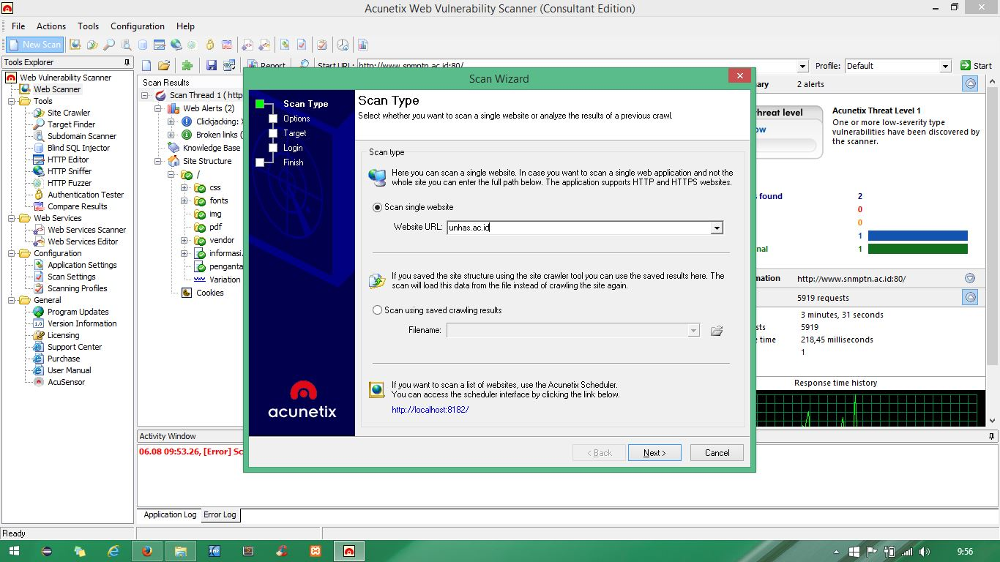 Acunetix Web Vulnerability Scanner (Consultant Edition)
File Actions Tools Configuration Help
New Scan
Tools Explorer
Web Vulnerability Scanner
Web Scanner
Tools
Site Crawler
Target Finder
Subdomain Scanner
Blind SQL Injector
HTTP Editor
HTTP Sniffer
HTTP Fuzzer
Authentication Tester
Compare Results
Web Services
Web Services Scanner
Web Services Editor
Configuration
Application Settings
Scan Settings
Scanning Profiles
General
Program Updates
Version Information
Licensing
Support Center
Purchase
User Manual
AcuSensor
Report
Start URL: http://www.snmptn.ac.id:80/
Profile: Default
Start
Scan Results
Scan Thread 1 ( http
Web Alerts (2)
Clickjacking: X
Broken links (
Knowledge Base
Site Structure
/
css
fonts
img
pdf
vendor
informasi.
penganta
Variation
Cookies
Scan Wizard
Scan Type
Options
Target
Login
Finish
acunetix
Scan Type
Select whether you want to scan a single website or analyze the results of a previous crawl.
Scan type
Here you can scan a single website. In case you want to scan a single web application and not the
whole site you can enter the full path below. The application supports HTTP and HTTPS websites.
Scan single website
Website URL: unhas.ac.id
If you saved the site structure using the site crawler tool you can use the saved results here. The
scan will load this data from the file instead of crawling the site again.
Scan using saved crawling results
Filename:
If you want to scan a list of websites, use the Acunetix Scheduler.
You can access the scheduler interface by clicking the link below.
http://localhost:8182/
< Back
Next >
Cancel
ary 2 alerts
hreat level
ow
Acunetix Threat Level 1
One or more low-severity type
vulnerabilities have been discovered by
the scanner.
s found 2
0
0
1
nal 1
mation http://www.snmptn.ac.id:80/
5919 requests
3 minutes, 31 seconds
sts 5919
e time 218,45 milliseconds
1
Response time history
Activity Window
06.08 09:53.26, [Error] Sc
Application Log Error Log
Ready
9:56